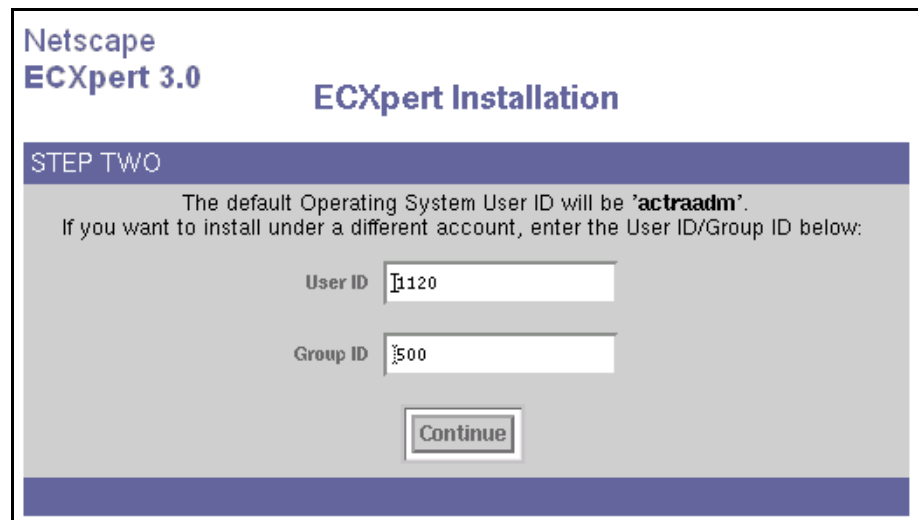 Netscape
ECXpert 3.0
ECXpert Installation
STEP TWO
The default Operating System User ID will be 'actraadm'.
If you want to install under a different account, enter the User ID/Group ID below:
User ID 1120
Group ID 500
Continue